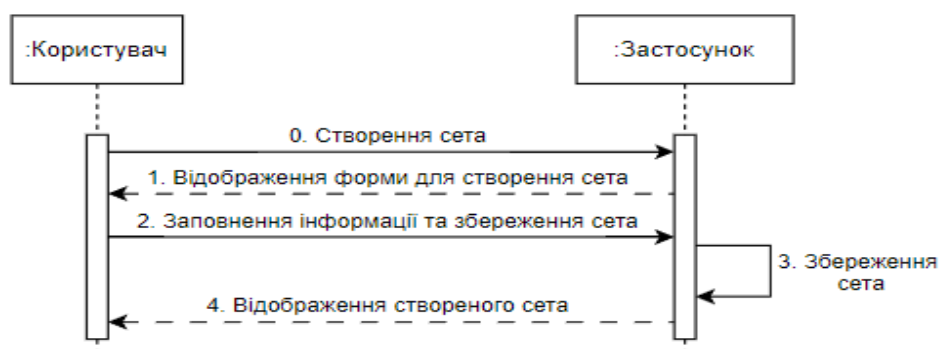 :Користувач
:Застосунок
0. Створення сета
1. Відображення форми для створення сета
2. Заповнення інформації та збереження сета
3. Збереження
сета
4. Відображення створеного сета